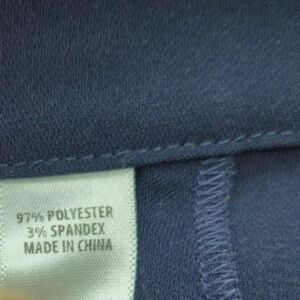 97% POLYESTER
3% SPANDEX
MADE IN CHINA